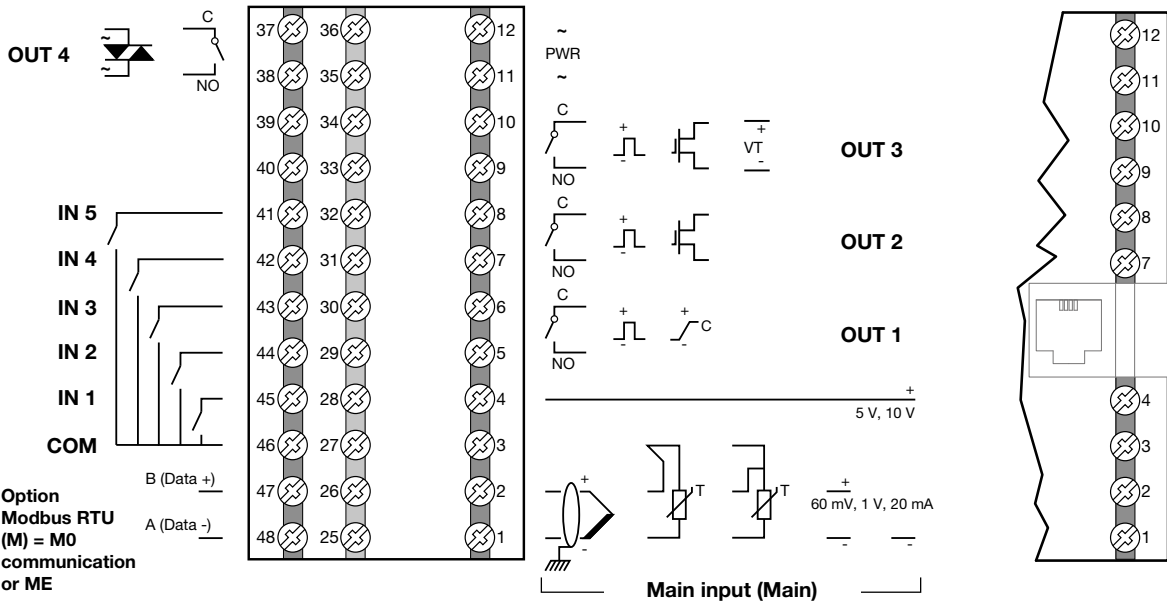 OUT 4
~
~
C
NO
37 36 12
38 35 11
39 34 10
40 33 9
41 32 8
42 31 7
43 30 6
44 29 5
45 28 4
46 27 3
47 26 2
48 25 1
IN 5
IN 4
IN 3
IN 2
IN 1
COM
B (Data +)
A (Data -)
Option
Modbus RTU
(M) = M0
communication
or ME
~
PWR
~
C
NO
+
-
+
VT
-
OUT 3
C
NO
+
-
OUT 2
C
NO
+
-
+
C
-
OUT 1
+
5 V, 10 V
+
-
T
T
+
60 mV, 1 V, 20 mA
-
-
Main input (Main)
12
11
10
9
8
7
4
3
2
1